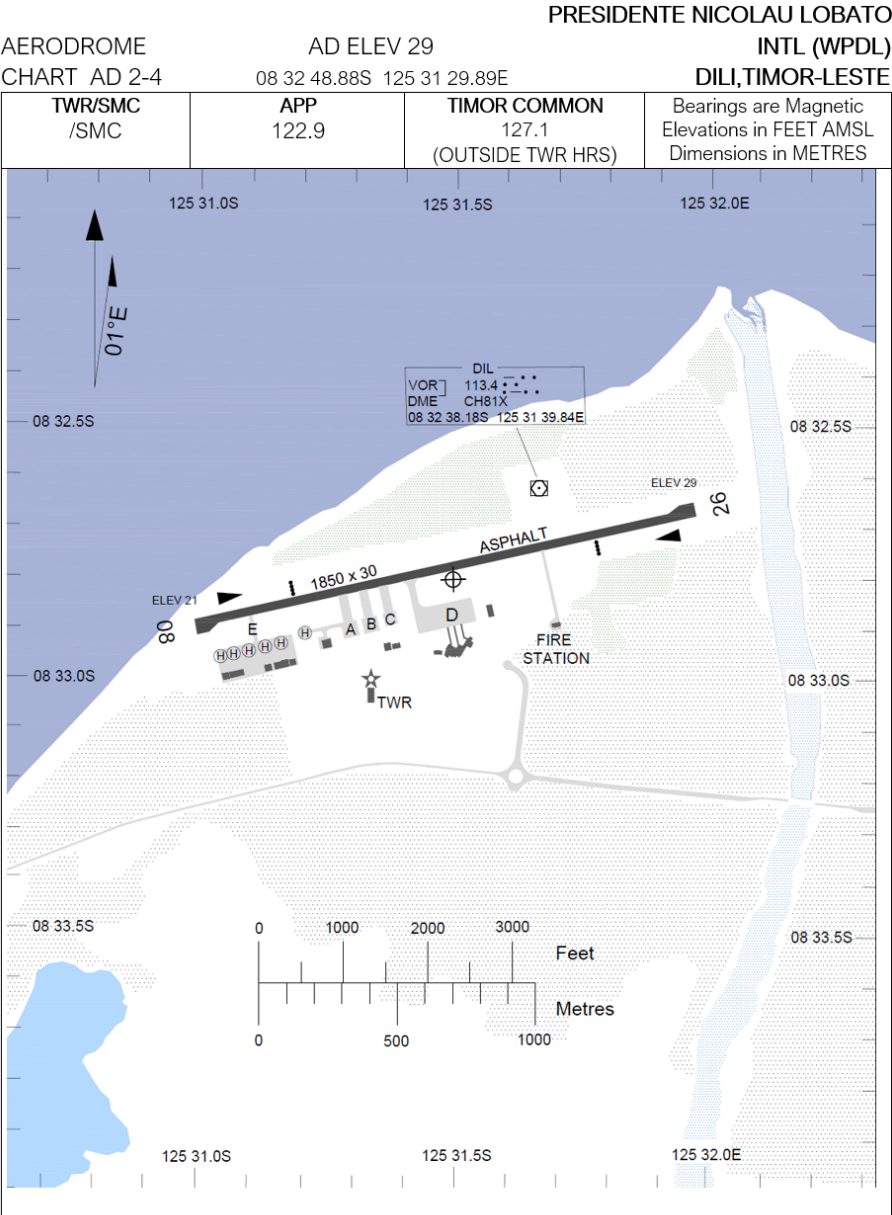 PRESIDENTE NICOLAU LOBATO
AERODROME
AD ELEV 29
INTL (WPDL)
CHART AD 2-4
08 32 48.88S 125 31 29.89E
DILI,TIMOR-LESTE
TWR/SMC
/SMC
APP
122.9
TIMOR COMMON
127.1
(OUTSIDE TWR HRS)
Bearings are Magnetic
Elevations in FEET AMSL
Dimensions in METRES
125 31.0S
125 31.5S
125 32.0E
01°E
DIL
VOR 113.4
DME CH81X
08 32 38.18S 125 31 39.84E
08 32.5S
08 32.5S
ELEV 29
26
ASPHALT
1850 x 30
ELEV 21
08
E
A
B
C
D
H
H
H
H
H
H
FIRE
STATION
08 33.0S
08 33.0S
TWR
08 33.5S
08 33.5S
0
1000
2000
3000
Feet
Metres
0
500
1000
125 31.0S
125 31.5S
125 32.0E